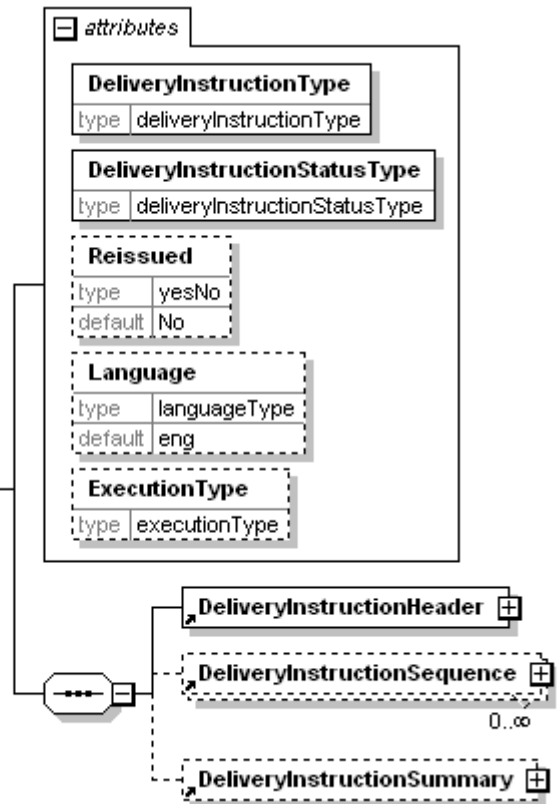 attributes
DeliveryInstructionType
type deliveryInstructionType
DeliveryInstructionStatusType
type deliveryInstructionStatusType
Reissued
type yesNo
default No
Language
type languageType
default eng
ExecutionType
type executionType
DeliveryInstructionHeader
DeliveryInstructionSequence
0..∞
DeliveryInstructionSummary